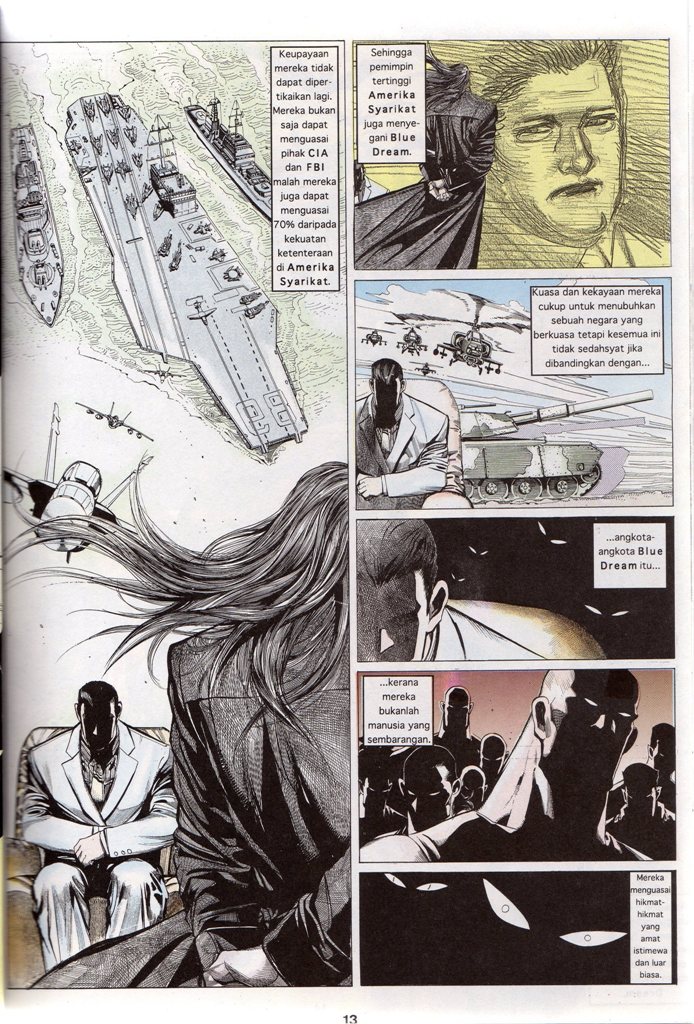 Keupayaan
mereka tidak
dapat diper-
tikaikan lagi.
Mereka bukan
saja dapat
menguasai
pihak CIA
dan FBI
malah mereka
juga dapat
menguasai
70% daripada
kekuatan
ketenteraan
di Amerika
Syarikat.
Sehingga
pemimpin
tertinggi
Amerika
Syarikat
juga menye-
gani Blue
Dream.
Kuasa dan kekayaan mereka
cukup untuk menubuhkan
sebuah negara yang
berkuasa tetapi kesemua ini
tidak sedahsyat jika
dibandingkan dengan...
...angkota-
angkota Blue
Dream itu...
...kerana
mereka
bukanlah
manusia yang
sembarangan.
Mereka
menguasai
hikmat-
hikmat
yang
amat
istimewa
dan luar
biasa.
13